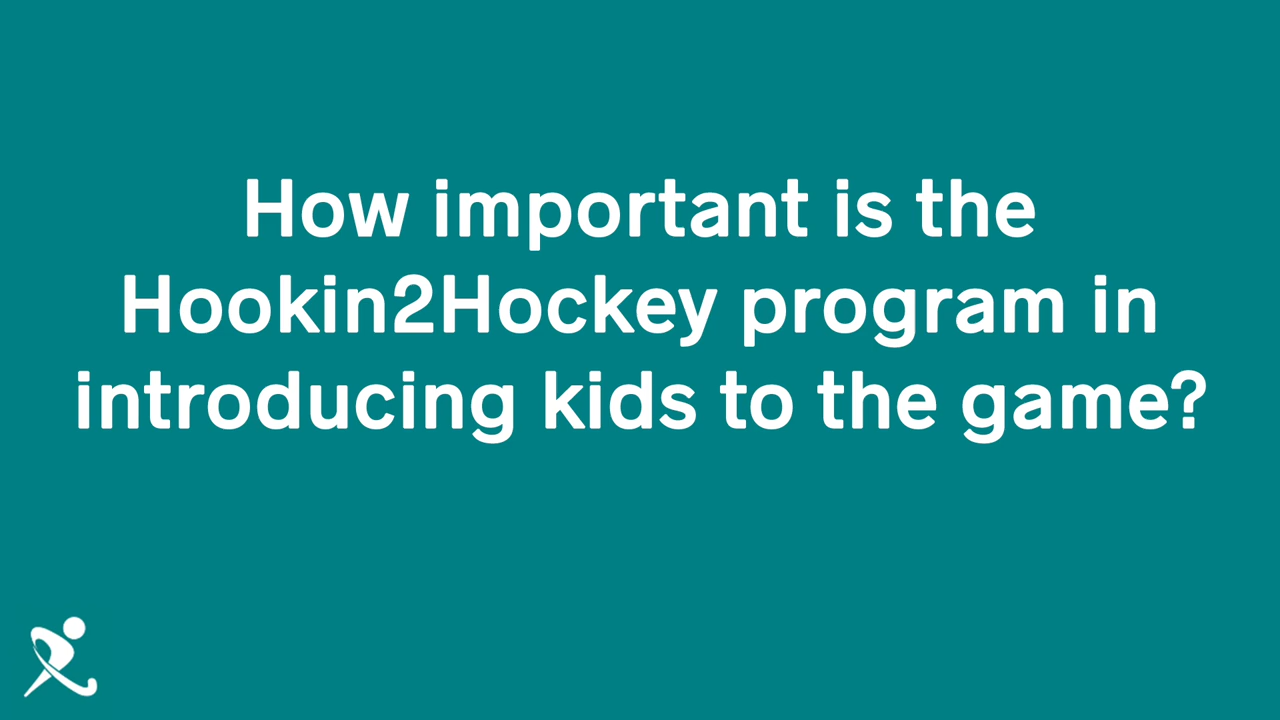 How important is the
Hookin2Hockey program in
introducing kids to the game?